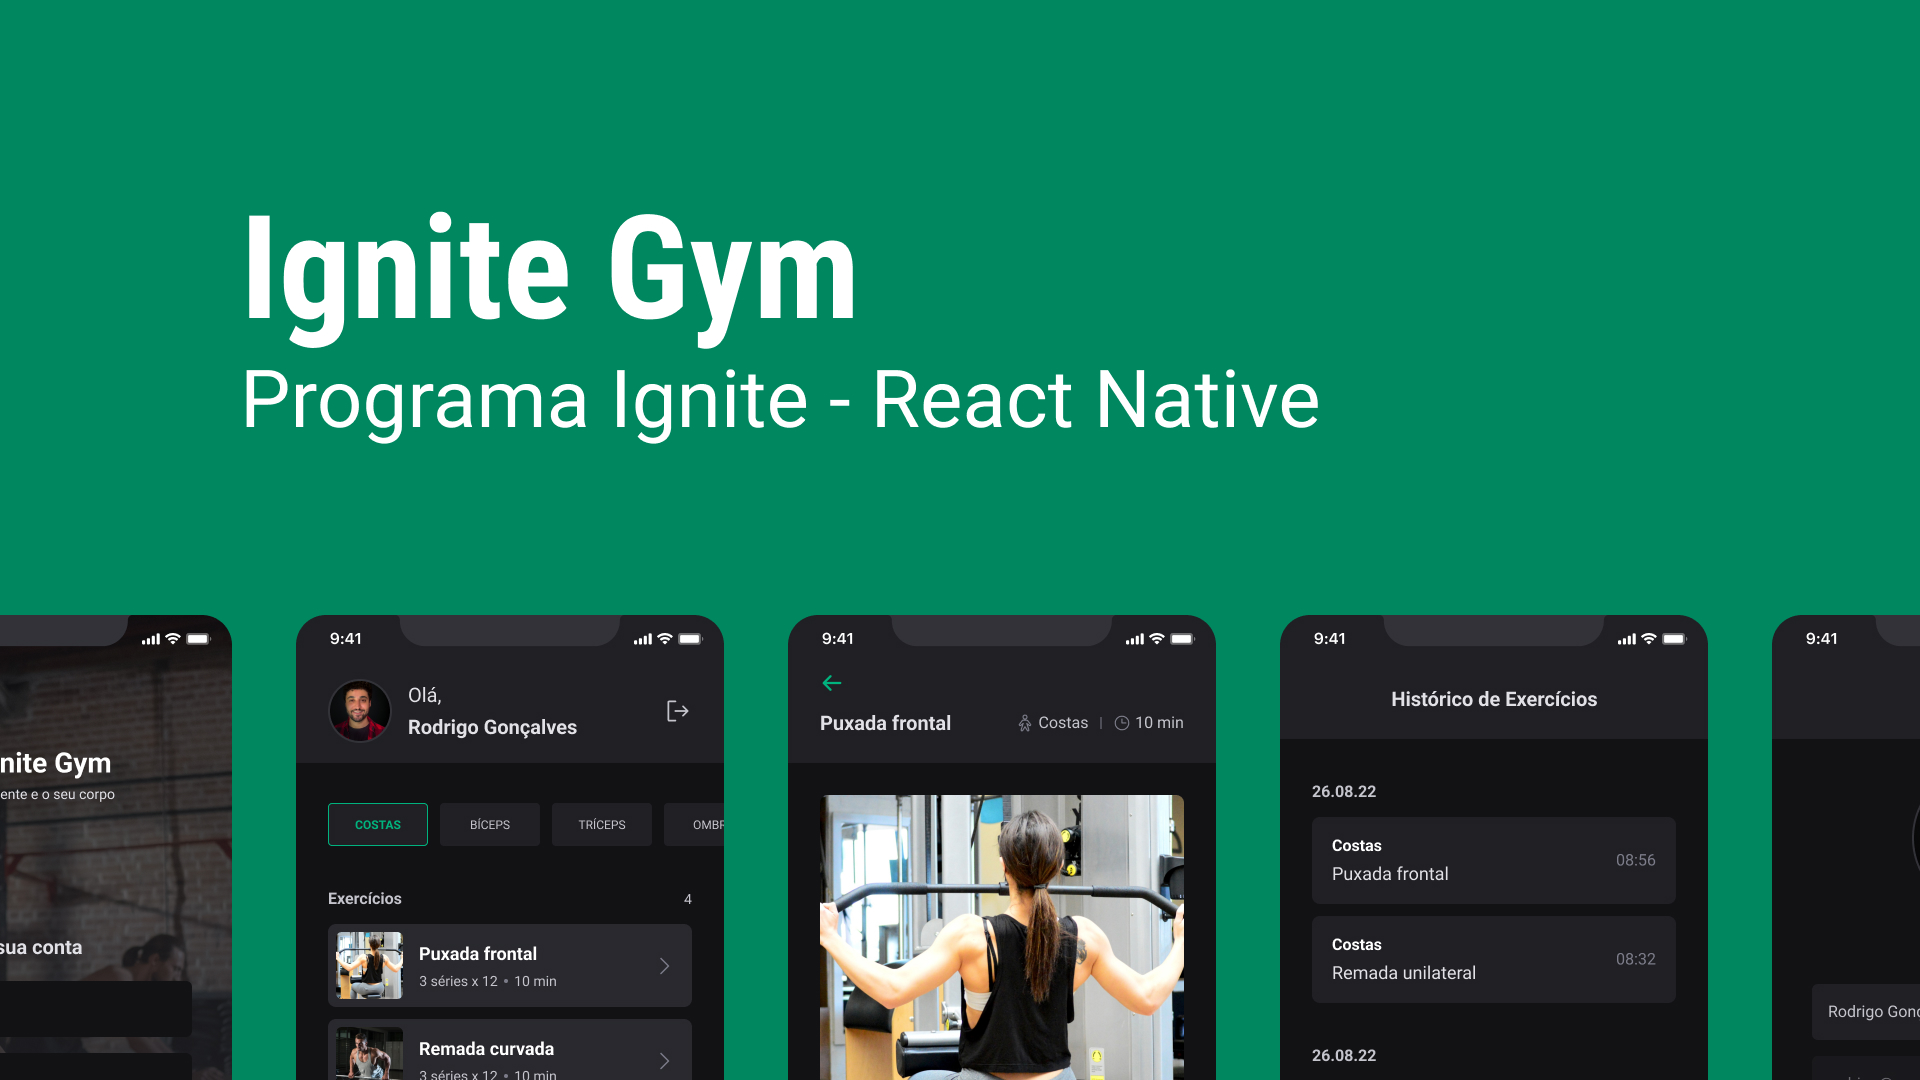 Ignite Gym
Programa Ignite - React Native
nite Gym
ente e o seu corpo
sua conta
9:41
Olá,
Rodrigo Gonçalves
COSTAS
BÍCEPS
TRÍCEPS
OMBR
Exercícios
4
Puxada frontal
3 séries x 12 • 10 min
Remada curvada
3 séries x 12 • 10 min
9:41
Puxada frontal
Costas | 10 min
9:41
Histórico de Exercícios
26.08.22
Costas
Puxada frontal
08:56
Costas
Remada unilateral
08:32
26.08.22
9:41
Rodrigo Gonç